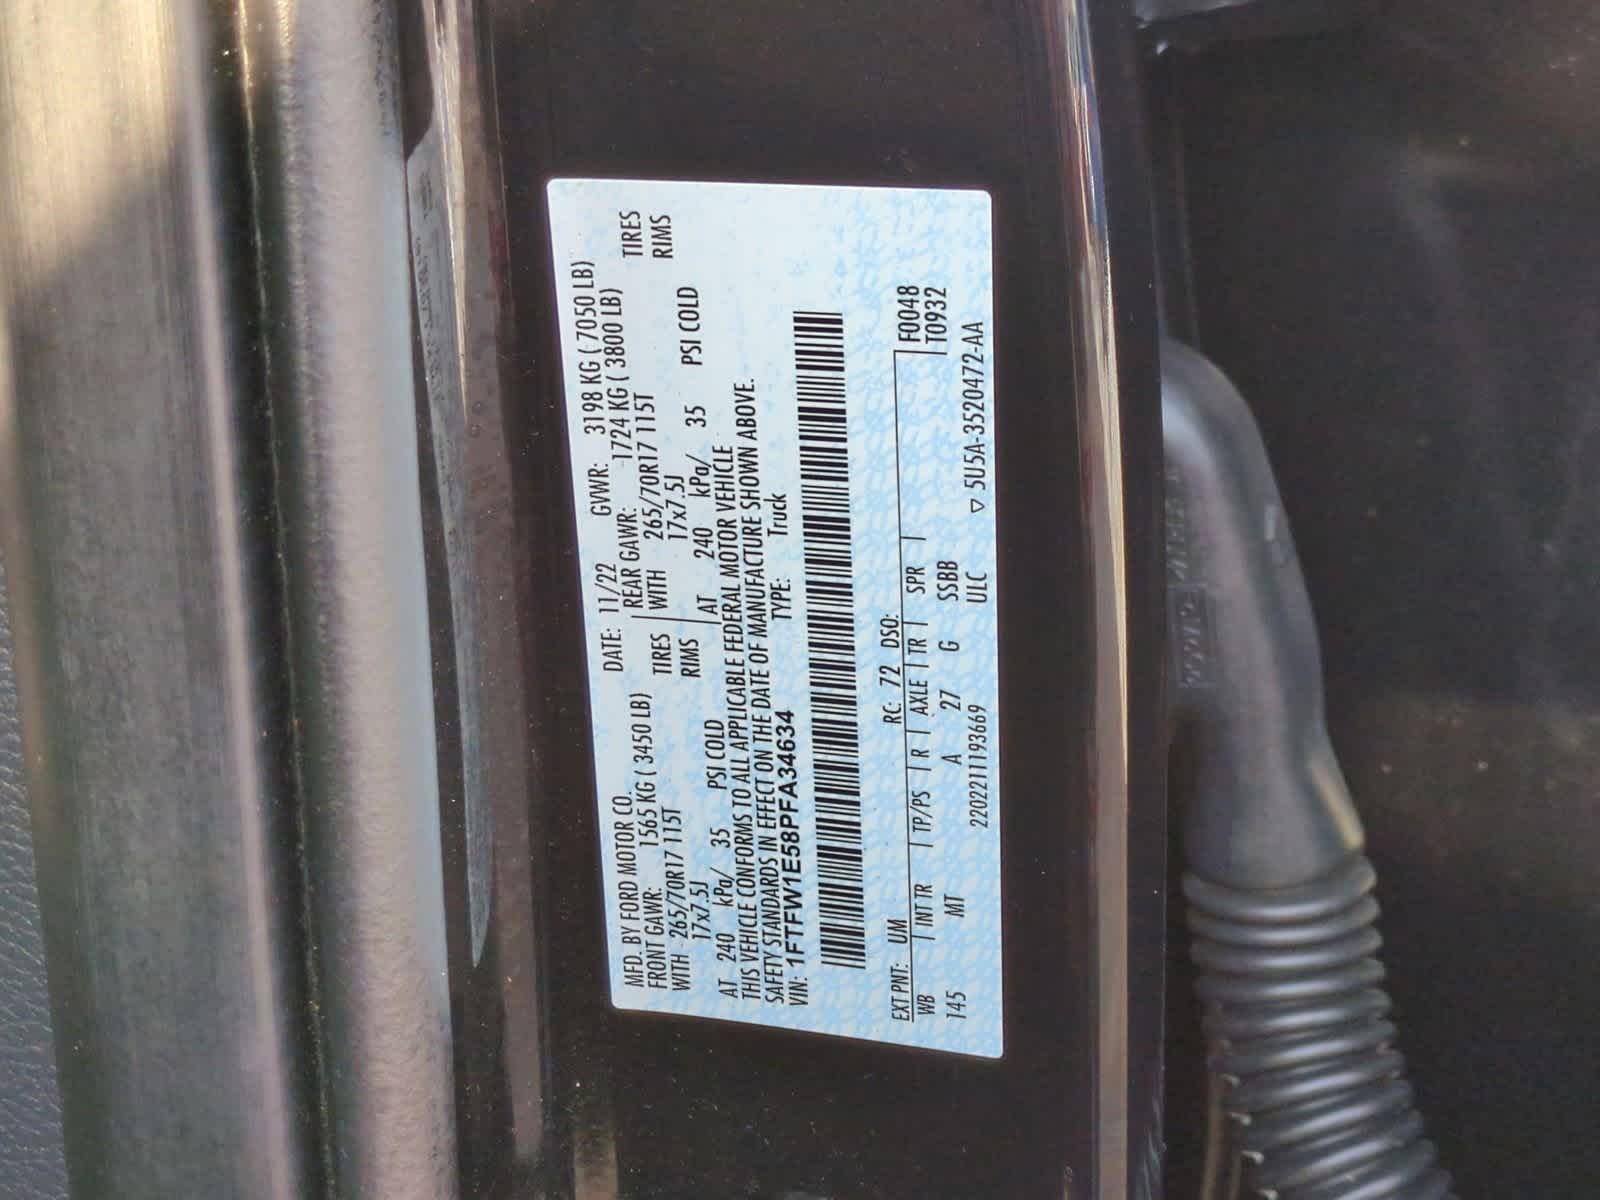 MFD. BY FORD MOTOR CO. DATE: 11/22 GVWR: 3198 KG ( 7050 LB)
FRONT GAWR: 1565 KG ( 3450 LB) REAR GAWR: 1724 KG ( 3800 LB)
WITH 265/70R17 115T TIRES WITH 265/70R17 115T TIRES
17x7.5J RIMS 17x7.5J RIMS
AT 240 kPa/ 35 PSI COLD AT 240 kPa/ 35 PSI COLD
THIS VEHICLE CONFORMS TO ALL APPLICABLE FEDERAL MOTOR VEHICLE
SAFETY STANDARDS IN EFFECT ON THE DATE OF MANUFACTURE SHOWN ABOVE.
VIN: 1FTFW1E58PFA34634 TYPE: Truck
EXT PNT: UM RC: 72 DSO: F0048
WB INT TR TP/PS R AXLE TR SPR T0932
145 MT A 27 G SSBB
2202211193669 ULC ▽ 5U5A-3520472-AA